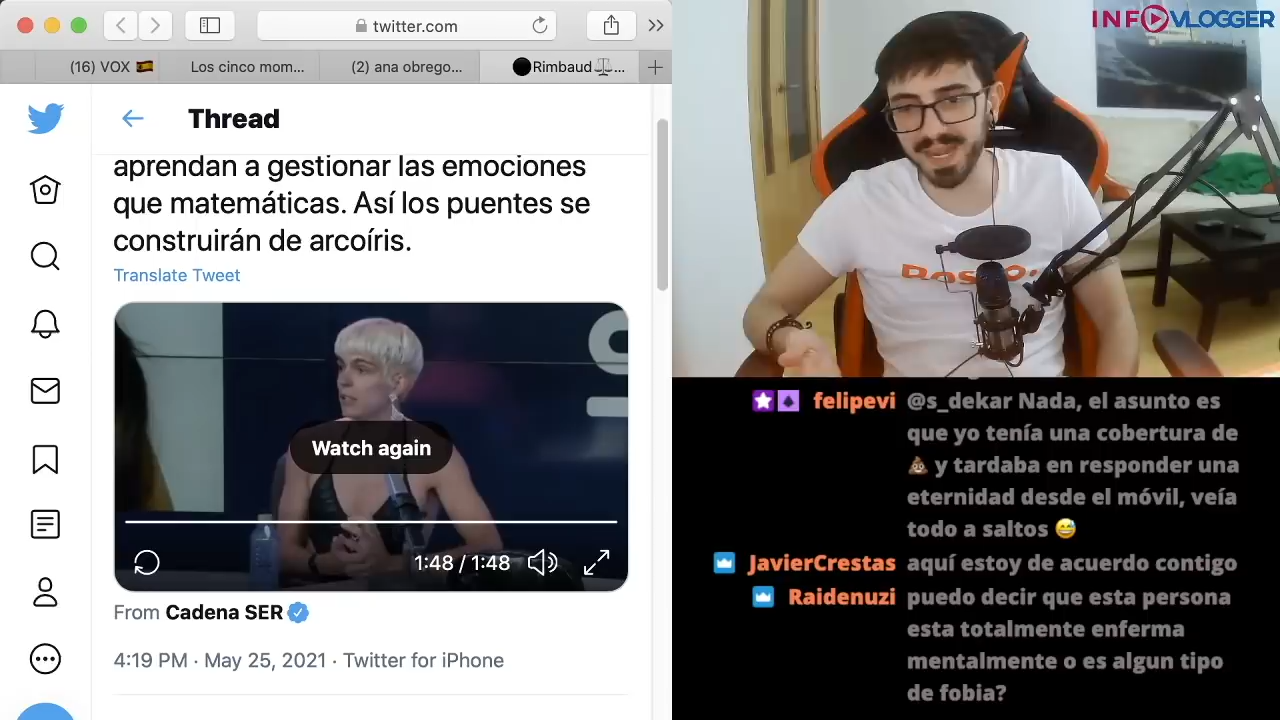 twitter.com
(16) VOX 🇪🇸
Los cinco mom...
(2) ana obrego...
Rimbaud ...
Thread
aprendan a gestionar las emociones
que matemáticas. Así los puentes se
construirán de arcoíris.
Translate Tweet
Watch again
1:48 / 1:48
From Cadena SER
4:19 PM · May 25, 2021 · Twitter for iPhone
INFOVLOGGER
felipevi @s_dekar Nada, el asunto es
que yo tenía una cobertura de
💩 y tardaba en responder una
eternidad desde el móvil, veía
todo a saltos 😅
JavierCrestas aquí estoy de acuerdo contigo
Raidenuzi puedo decir que esta persona
esta totalmente enferma
mentalmente o es algun tipo
de fobia?